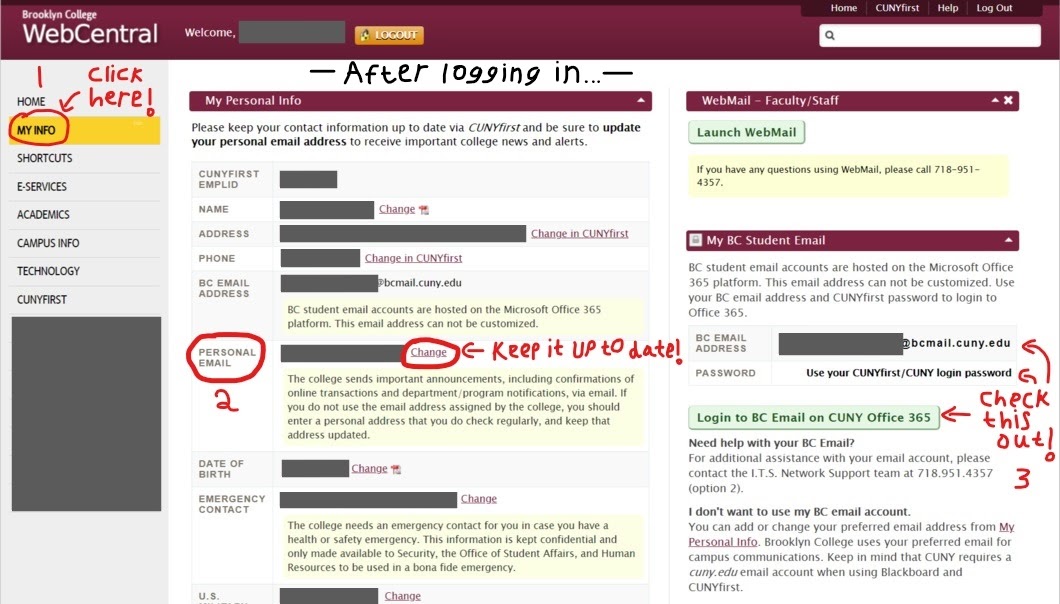 Brooklyn College
WebCentral
Welcome,
LOGOUT
Home CUNYfirst Help Log Out
— After logging in...—
1
Click
here!
HOME
MY INFO
SHORTCUTS
E-SERVICES
ACADEMICS
CAMPUS INFO
TECHNOLOGY
CUNYFIRST
My Personal Info
Please keep your contact information up to date via CUNYfirst and be sure to update
your personal email address to receive important college news and alerts.
CUNYFIRST
EMPLID
NAME
Change
ADDRESS
Change in CUNYfirst
PHONE
Change in CUNYfirst
BC EMAIL
ADDRESS
@bcmail.cuny.edu
BC student email accounts are hosted on the Microsoft Office 365
platform. This email address can not be customized.
PERSONAL
EMAIL
Change
Keep it up to date!
2
The college sends important announcements, including confirmations of
online transactions and department/program notifications, via email. If
you do not use the email address assigned by the college, you should
enter a personal address that you do check regularly, and keep that
address updated.
DATE OF
BIRTH
Change
EMERGENCY
CONTACT
Change
The college needs an emergency contact for you in case you have a
health or safety emergency. This information is kept confidential and
only made available to Security, the Office of Student Affairs, and Human
Resources to be used in a bona fide emergency.
U.S.
Change
WebMail – Faculty/Staff
Launch WebMail
If you have any questions using WebMail, please call 718-951-
4357.
My BC Student Email
BC student email accounts are hosted on the Microsoft Office
365 platform. This email address can not be customized. Use
your BC email address and CUNYfirst password to login to
Office 365.
BC EMAIL
ADDRESS
@bcmail.cuny.edu
PASSWORD
Use your CUNYfirst/CUNY login password
Check
this
out!
3
Login to BC Email on CUNY Office 365
Need help with your BC Email?
For additional assistance with your email account, please
contact the I.T.S. Network Support team at 718.951.4357
(option 2).
I don't want to use my BC email account.
You can add or change your preferred email address from My
Personal Info. Brooklyn College uses your preferred email for
campus communications. Keep in mind that CUNY requires a
cuny.edu email account when using Blackboard and
CUNYfirst.